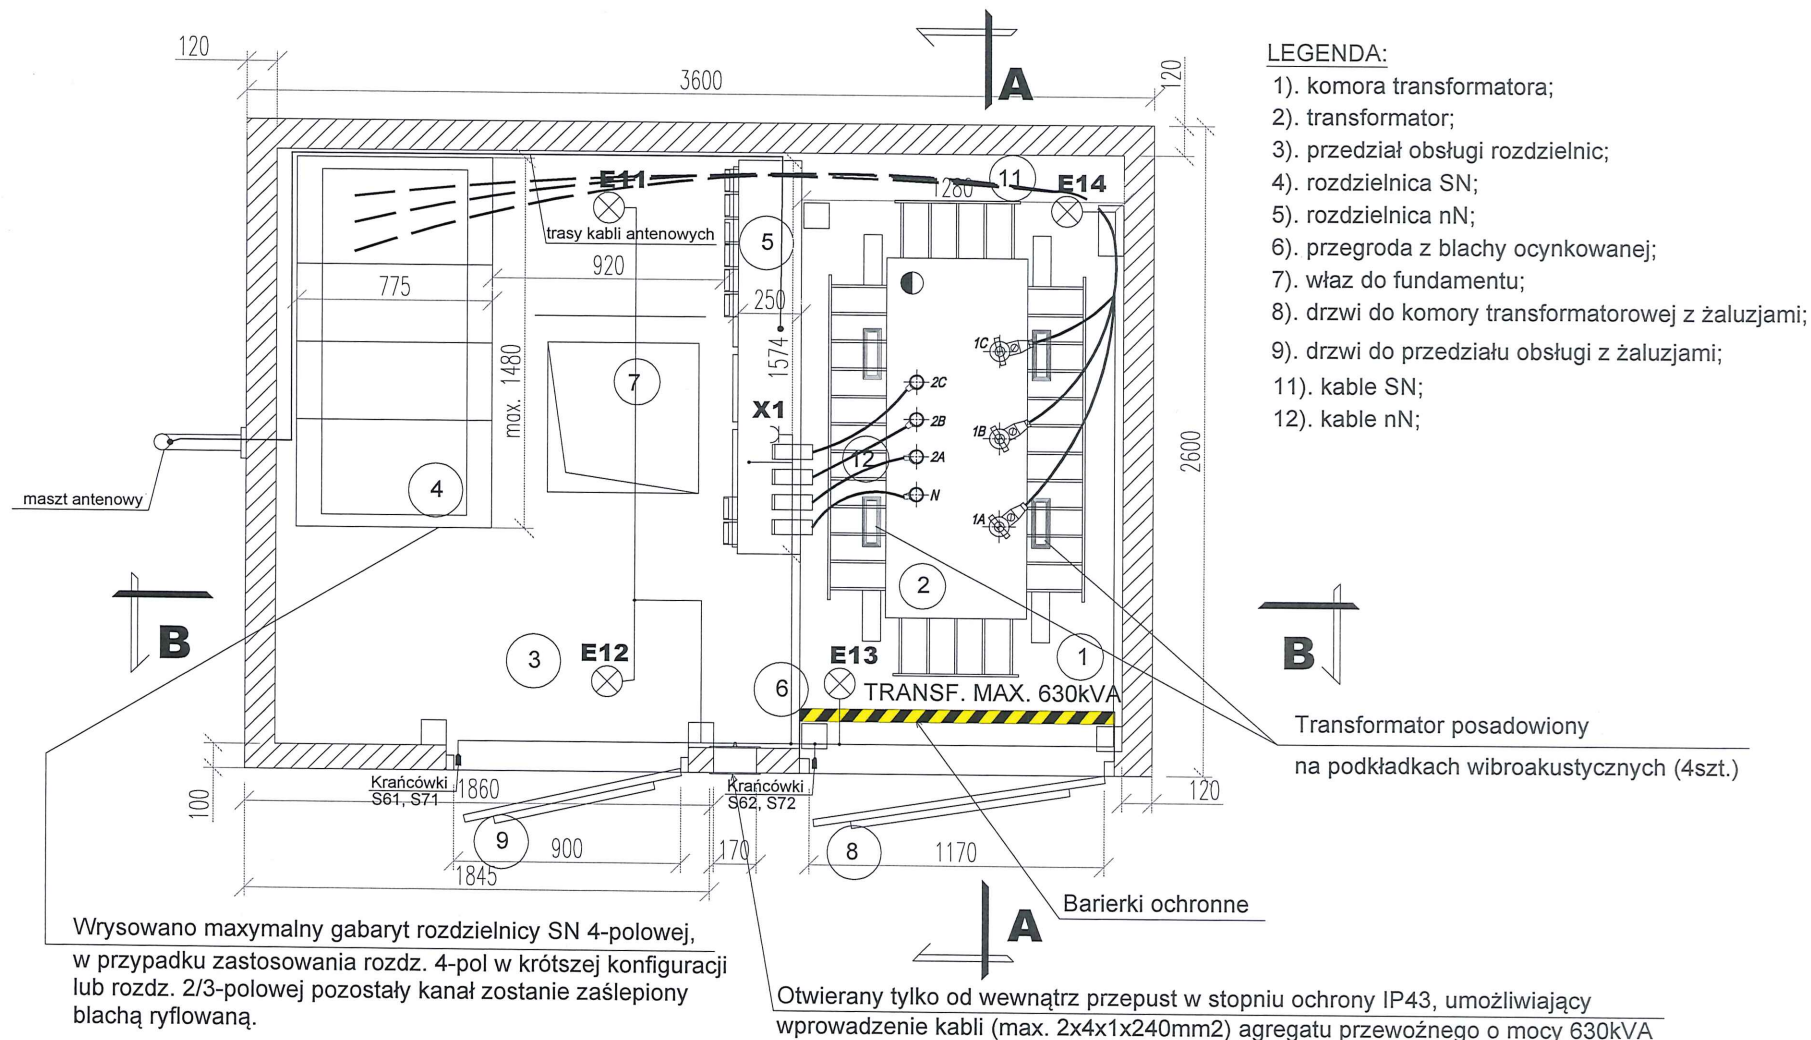 120
3600
A
120
LEGENDA:
1). komora transformatora;
2). transformator;
3). przedział obsługi rozdzielnic;
4). rozdzielnica SN;
5). rozdzielnica nN;
6). przegroda z blachy ocynkowanej;
7). właz do fundamentu;
8). drzwi do komory transformatorowej z żaluzjami;
9). drzwi do przedziału obsługi z żaluzjami;
11). kable SN;
12). kable nN;
E11
11
1280
E14
trasy kabli antenowych
5
775
920
250
1574
max. 1480
7
X1
1C
2C
2B
1B
2A
12
N
1A
4
2600
maszt antenowy
2
B
B
3
E12
6
E13
1
TRANSF. MAX. 630kVA
Transformator posadowiony
na podkładkach wibroakustycznych (4szt.)
100
Krańcówki
S61, S71
1860
Krańcówki
S62, S72
120
9
900
170
8
1170
1845
Barierki ochronne
A
Wrysowano maxymalny gabaryt rozdzielnicy SN 4-polowej,
w przypadku zastosowania rozdz. 4-pol w krótszej konfiguracji
lub rozdz. 2/3-polowej pozostały kanał zostanie zaślepiony
blachą ryflowaną.
Otwierany tylko od wewnątrz przepust w stopniu ochrony IP43, umożliwiający
wprowadzenie kabli (max. 2x4x1x240mm2) agregatu przewoźnego o mocy 630kVA